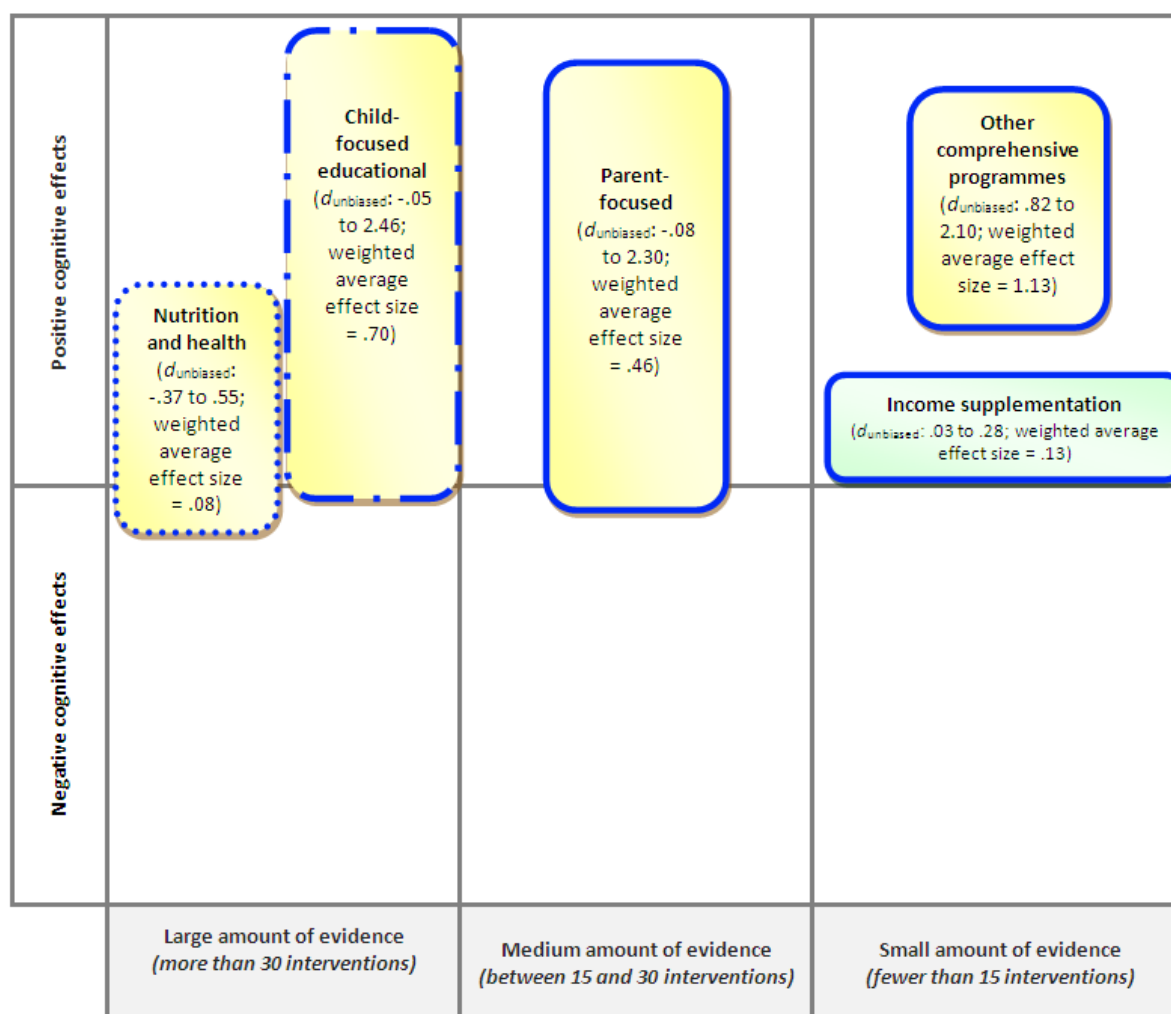 Positive cognitive effects
Nutrition
and health
(dunbiased:
-.37 to .55;
weighted
average
effect size
= .08)
Child-
focused
educational
(dunbiased: -.05
to 2.46;
weighted
average
effect size
= .70)
Parent-
focused
(dunbiased: -.08
to 2.30;
weighted
average
effect size
= .46)
Other
comprehensive
programmes
(dunbiased: .82 to
2.10; weighted
average effect
size = 1.13)
Income supplementation
(dunbiased: .03 to .28; weighted average
effect size = .13)
Negative cognitive effects
Large amount of evidence
(more than 30 interventions)
Medium amount of evidence
(between 15 and 30 interventions)
Small amount of evidence
(fewer than 15 interventions)